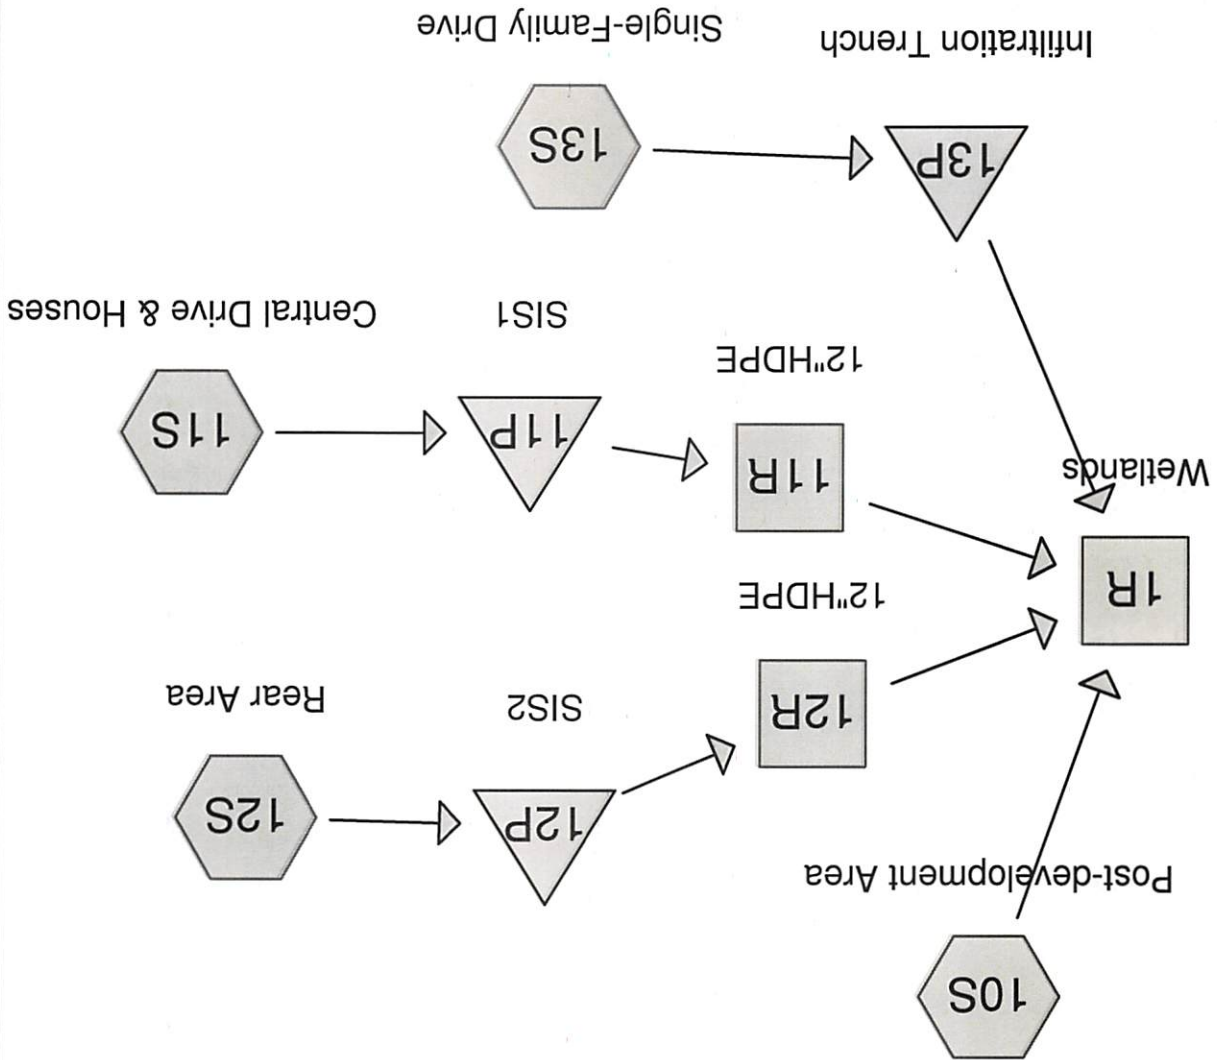 10S
Post-development Area
12P
12S
12R
SIS2
Rear Area
12"HDPE
1R
Wetlands
11R
11P
11S
12"HDPE
SIS1
Central Drive & Houses
13P
13S
Infiltration Trench
Single-Family Drive